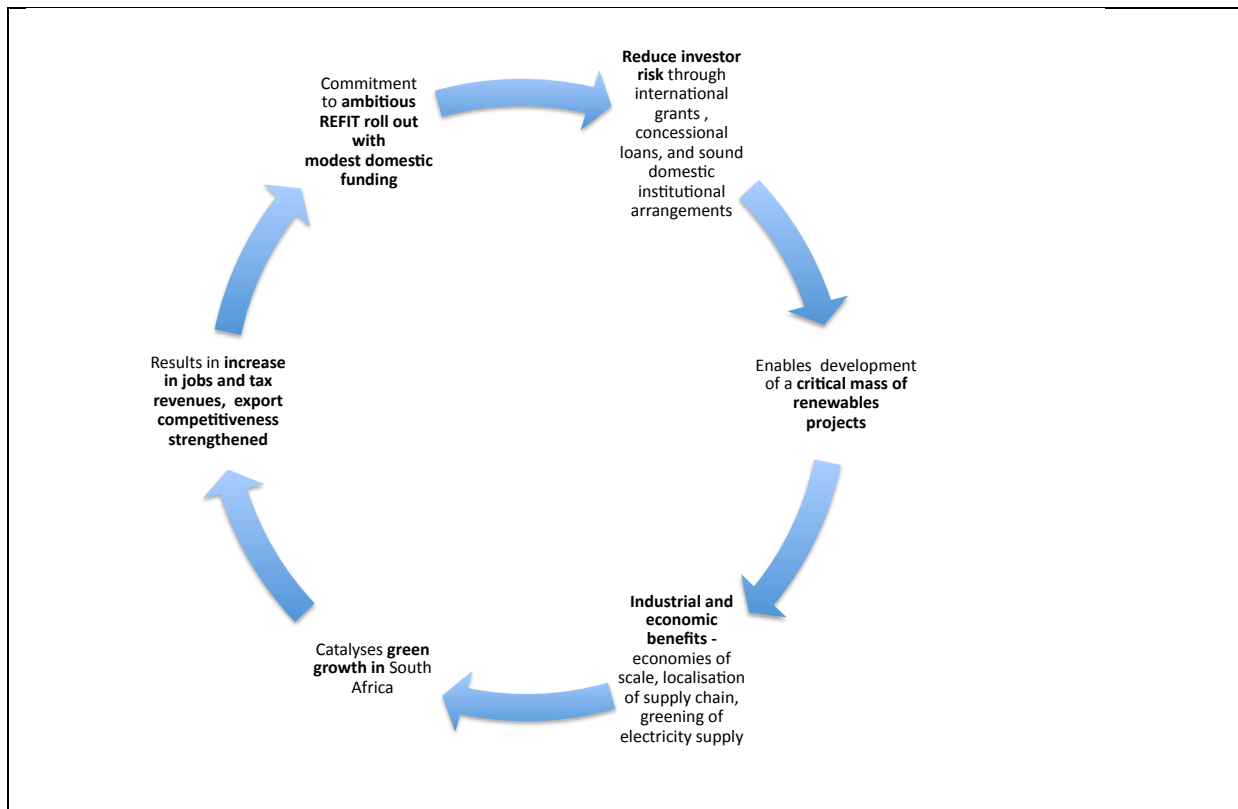 Commitment
to ambitious
REFIT roll out
with
modest domestic
funding
Reduce investor
risk through
international
grants ,
concessional
loans, and sound
domestic
institutional
arrangements
Enables  development
of a critical mass of
renewables
projects
Industrial and
economic
benefits -
economies of
scale, localisation
of supply chain,
greening of
electricity supply
Catalyses green
growth in South
Africa
Results in increase
in jobs and tax
revenues,  export
competitiveness
strengthened